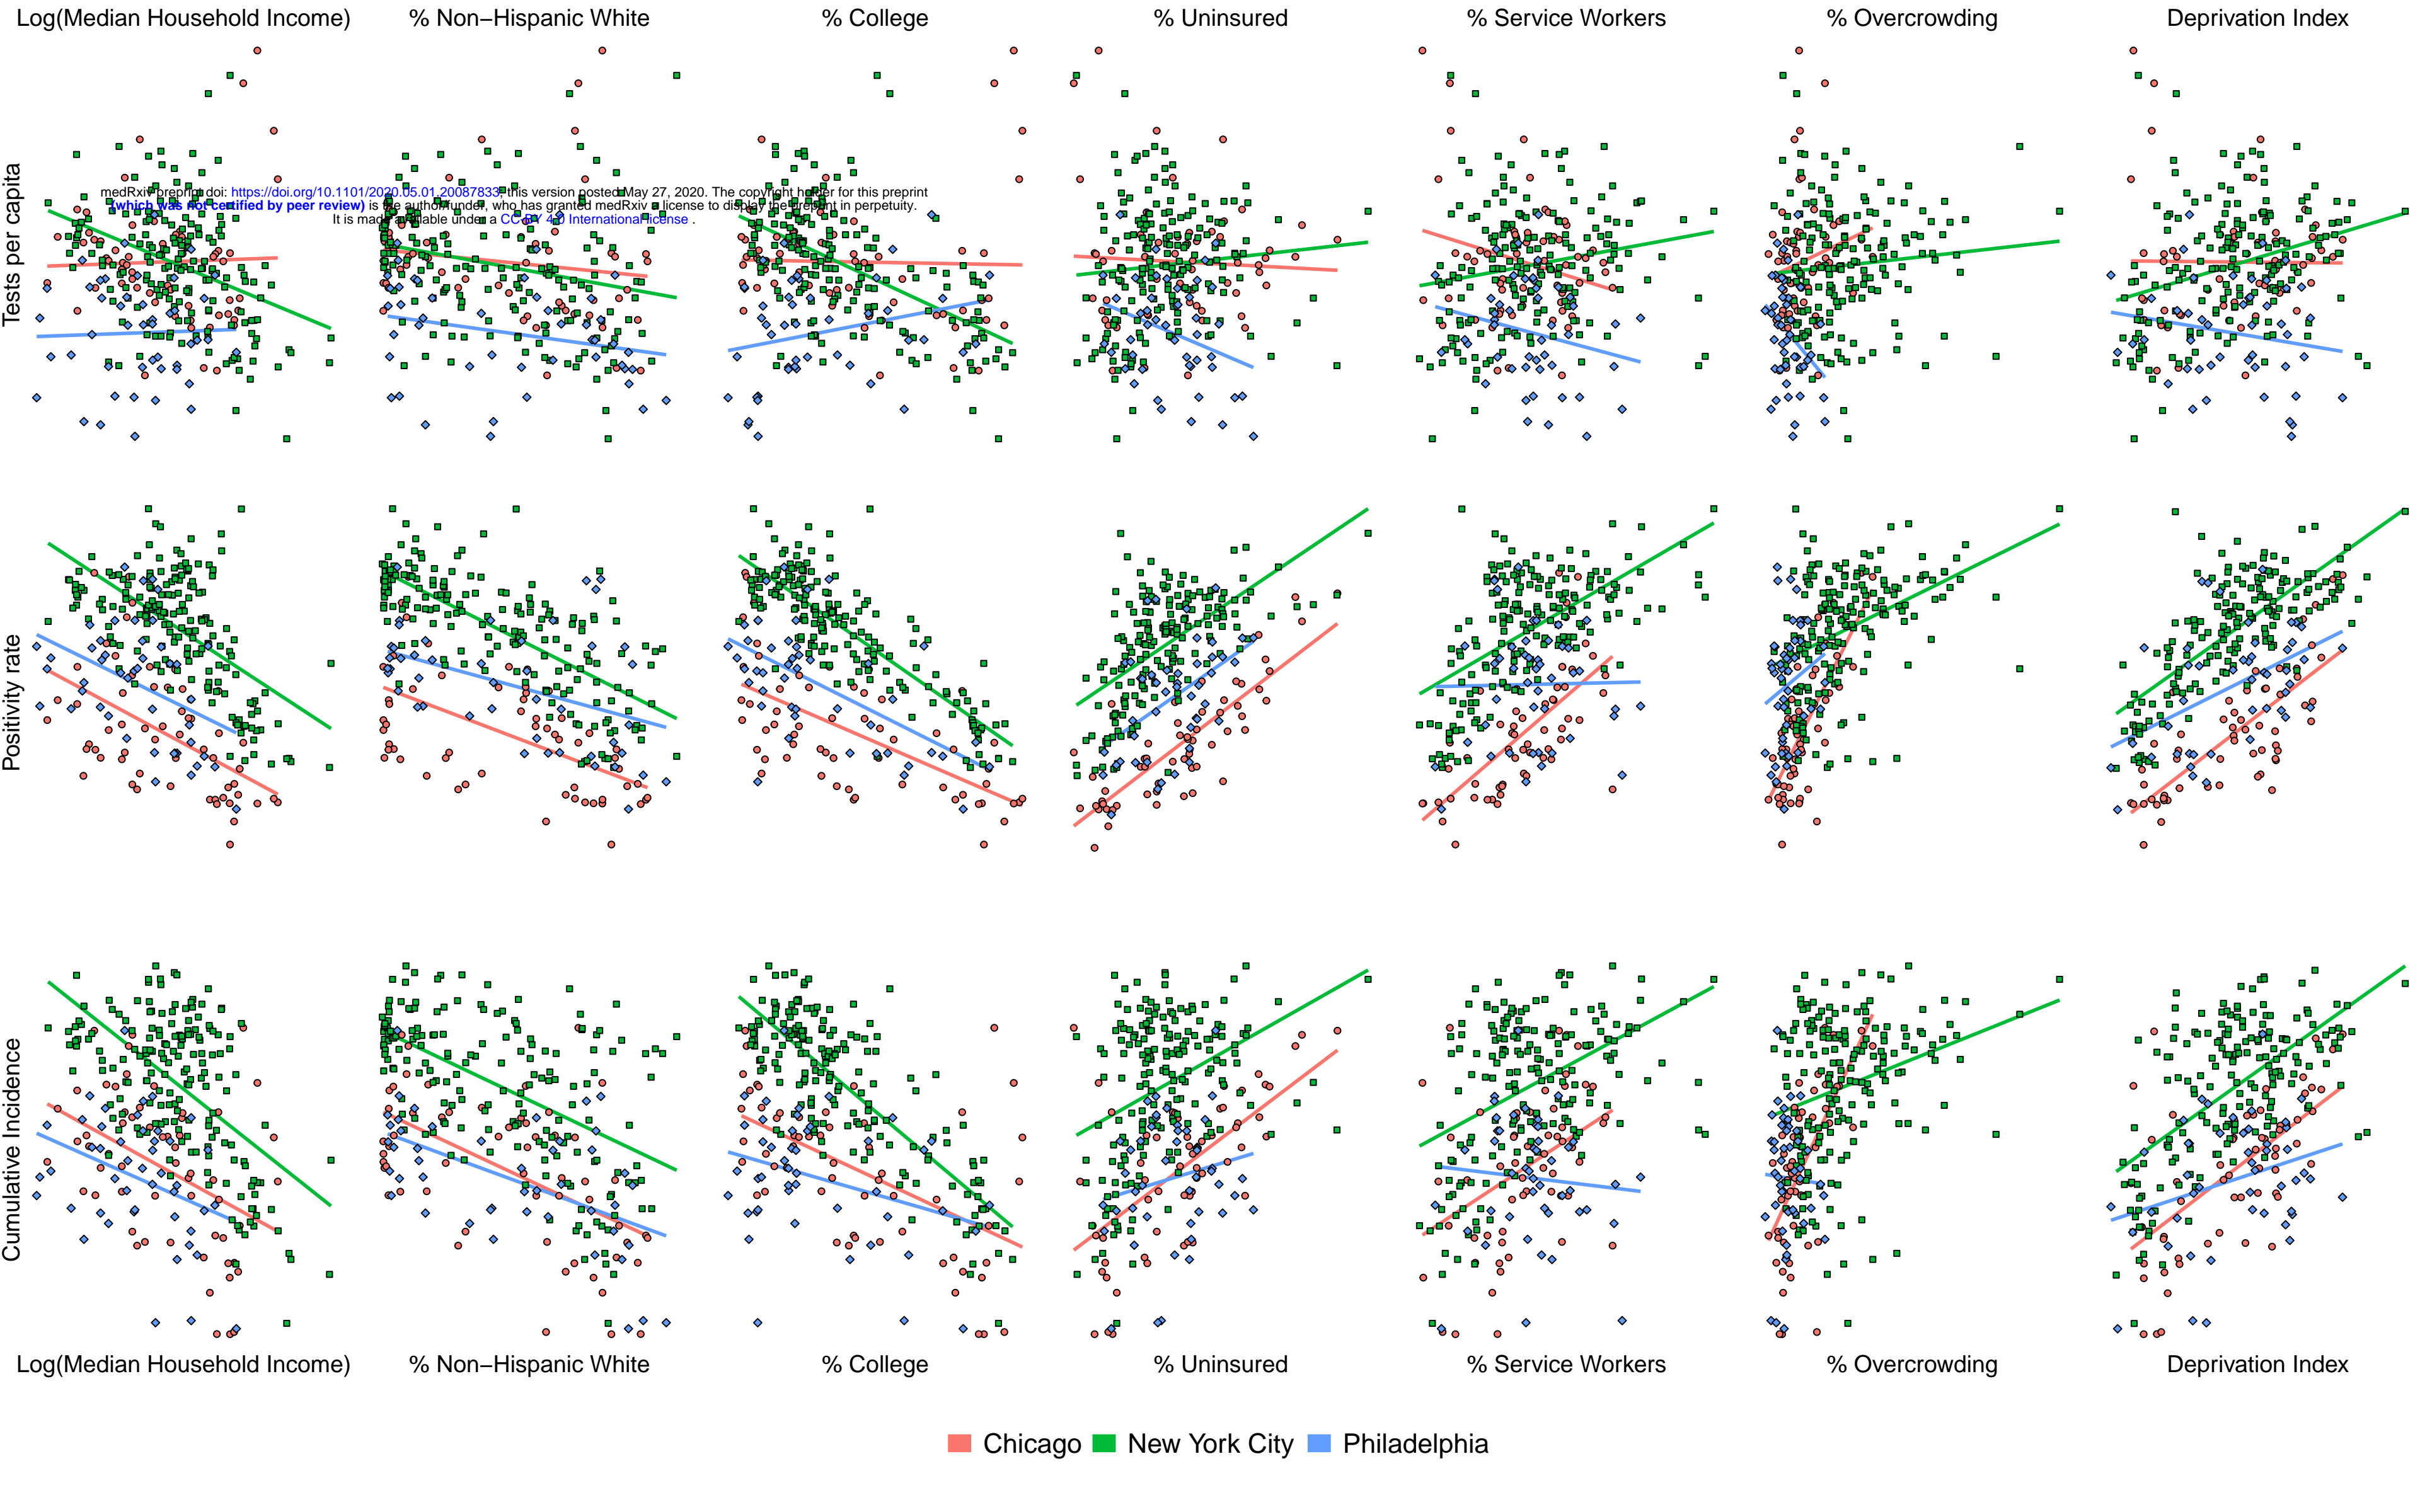 Log(Median Household Income) % Non−Hispanic White % College % Uninsured % Service Workers % Overcrowding Deprivation Index
Tests per capita
medRxiv preprint doi: https://doi.org/10.1101/2020.05.01.20087833; this version posted May 27, 2020. The copyright holder for this preprint
(which was not certified by peer review) is the author/funder, who has granted medRxiv a license to display the preprint in perpetuity.
It is made available under a CC-BY 4.0 International license .
Positivity rate
Cumulative Incidence
Log(Median Household Income) % Non−Hispanic White % College % Uninsured % Service Workers % Overcrowding Deprivation Index
Chicago New York City Philadelphia